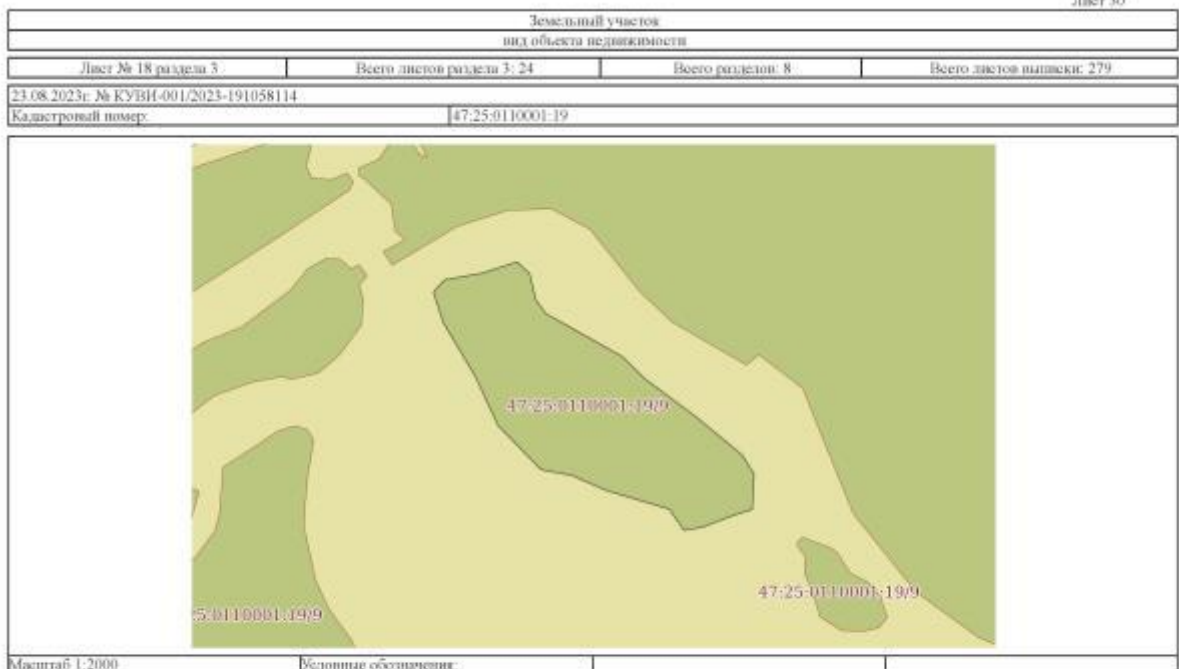 Лист 30
Земельный участок
вид объекта недвижимости
Лист № 18 раздела 3 Всего листов раздела 3: 24 Всего разделов: 8 Всего листов выписки: 279
23.08.2023г. № КУВИ-001/2023-191058114
Кадастровый номер: 47:25:0110001:19
47:25:0110001:19/9
47:25:0110001:19/9
5:0110001:19/9
Масштаб 1:2000 Условные обозначения: